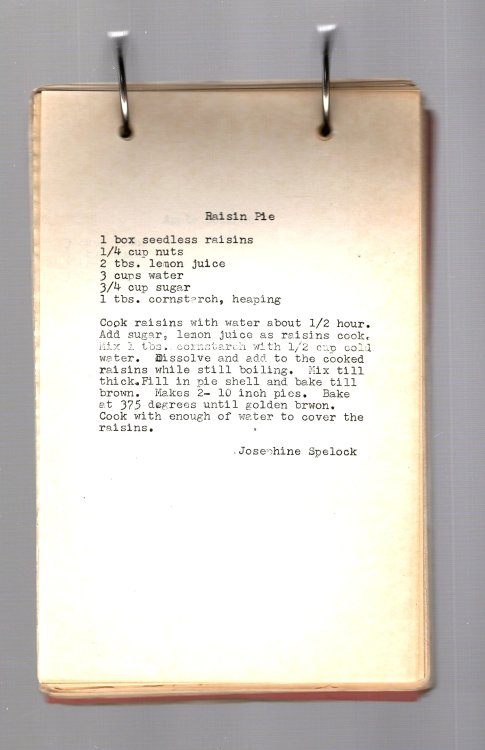 Raisin Pie
1 box seedless raisins
1/4 cup nuts
2 tbs. lemon juice
3 cups water
3/4 cup sugar
1 tbs. cornstarch, heaping
Cook raisins with water about 1/2 hour.
Add sugar, lemon juice as raisins cook.
Mix 1 tbs. cornstarch with 1/2 cup cold
water. Dissolve and add to the cooked
raisins while still boiling. Mix till
thick.Fill in pie shell and bake till
brown. Makes 2- 10 inch pies. Bake
at 375 degrees until golden brwon.
Cook with enough of water to cover the
raisins.
Josephine Spelock